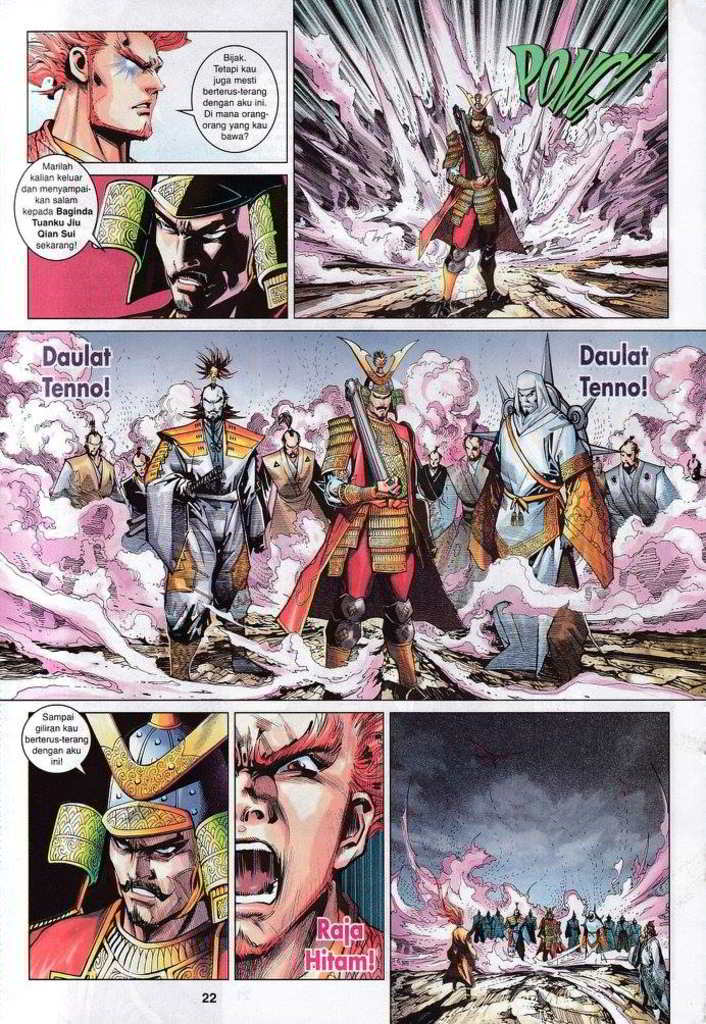 Bijak.
Tetapi kau
juga mesti
berterus-terang
dengan aku ini.
Di mana orang-
orang yang kau
bawa?
Marilah
kalian keluar
dan menyampai-
kan salam
kepada Baginda
Tuanku Jiu
Qian Sui
sekarang!
PONG!
Daulat
Tenno!
Daulat
Tenno!
Sampai
giliran kau
berterus-terang
dengan aku
ini!
Raja
Hitam!
22